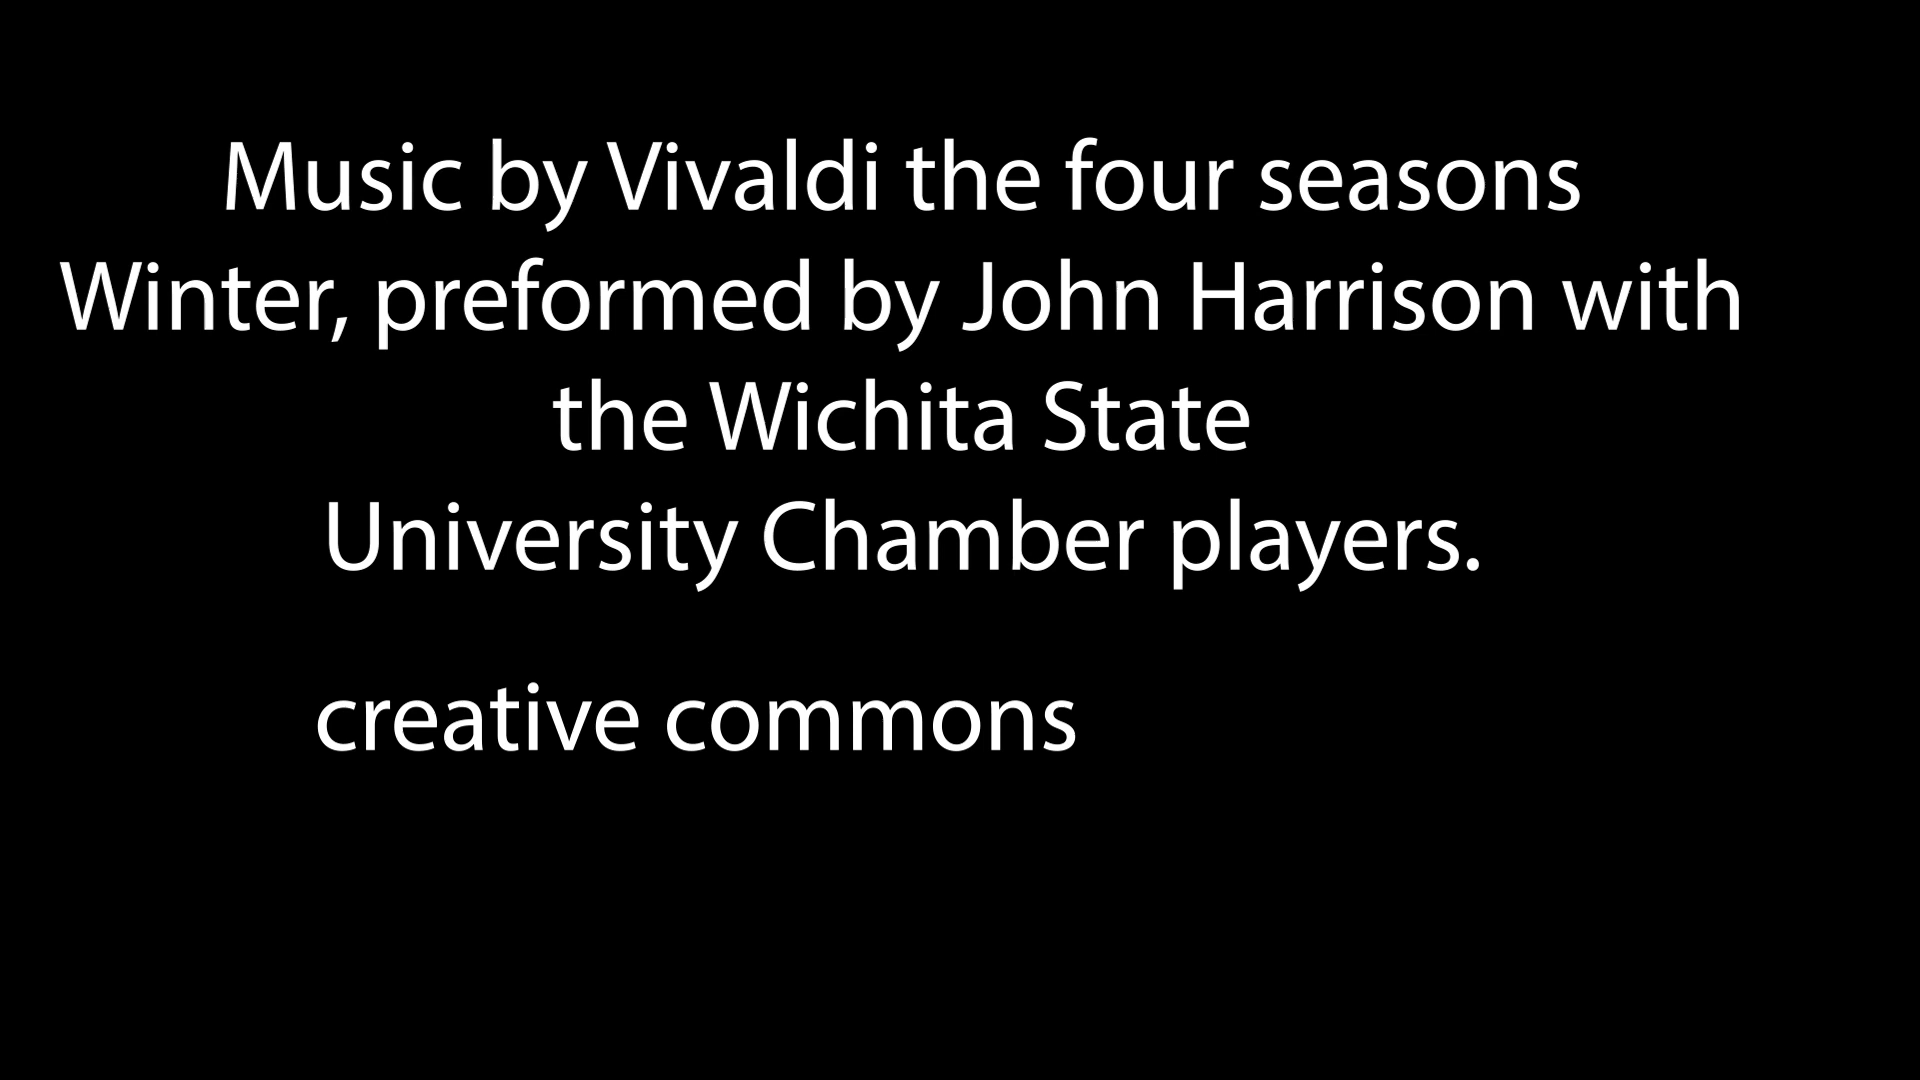 Music by Vivaldi the four seasons
Winter, preformed by John Harrison with
the Wichita State
University Chamber players.
creative commons